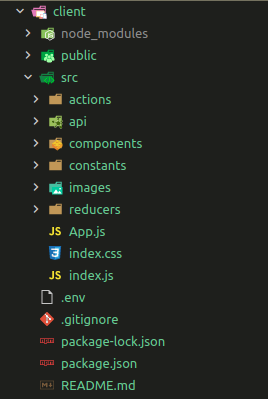 client
node_modules
public
src
actions
api
components
constants
images
reducers
JS App.js
index.css
JS index.js
.env
.gitignore
package-lock.json
package.json
README.md